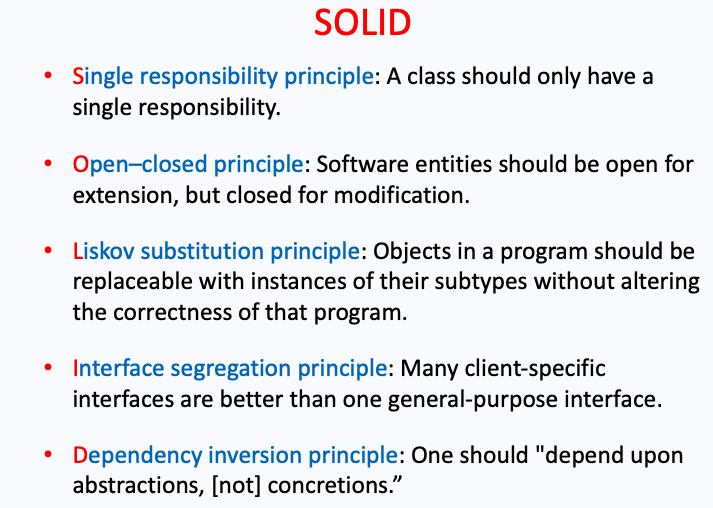 SOLID
• Single responsibility principle: A class should only have a
single responsibility.
• Open–closed principle: Software entities should be open for
extension, but closed for modification.
• Liskov substitution principle: Objects in a program should be
replaceable with instances of their subtypes without altering
the correctness of that program.
• Interface segregation principle: Many client-specific
interfaces are better than one general-purpose interface.
• Dependency inversion principle: One should "depend upon
abstractions, [not] concretions.”